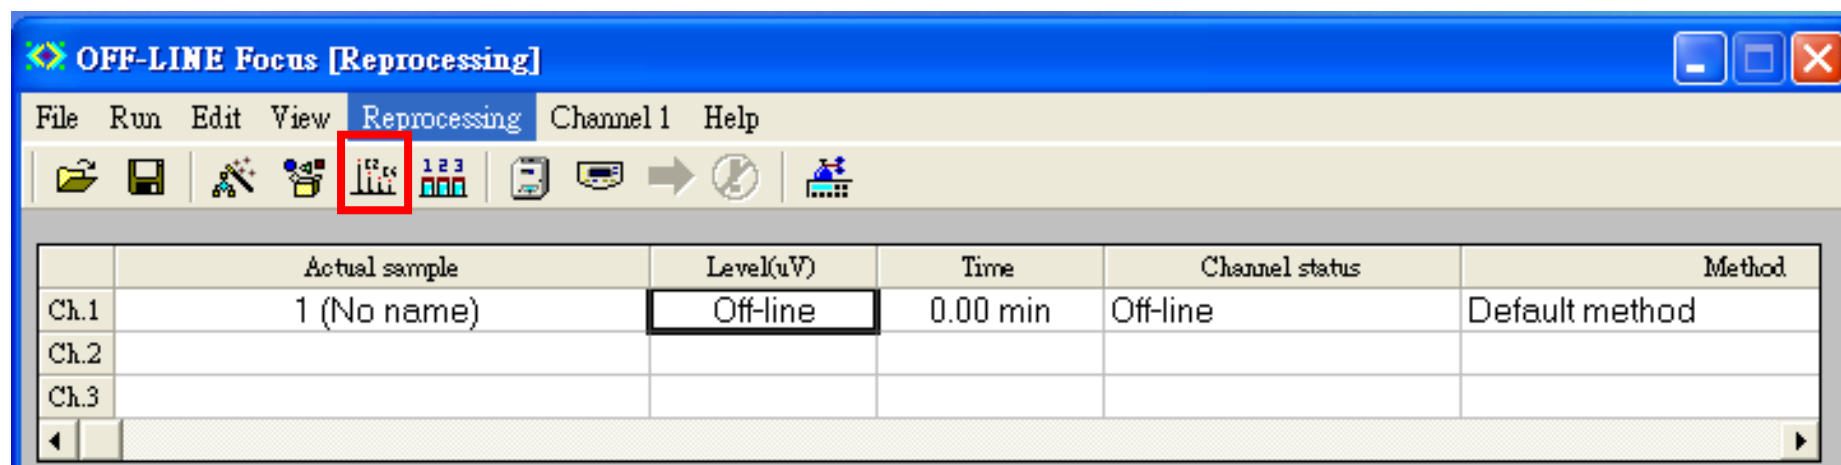 OFF-LINE Focus [Reprocessing]
File Run Edit View Reprocessing Channel 1 Help
1 2 3
Actual sample Level(uV) Time Channel status Method
Ch.1 1 (No name) Off-line 0.00 min Off-line Default method
Ch.2
Ch.3